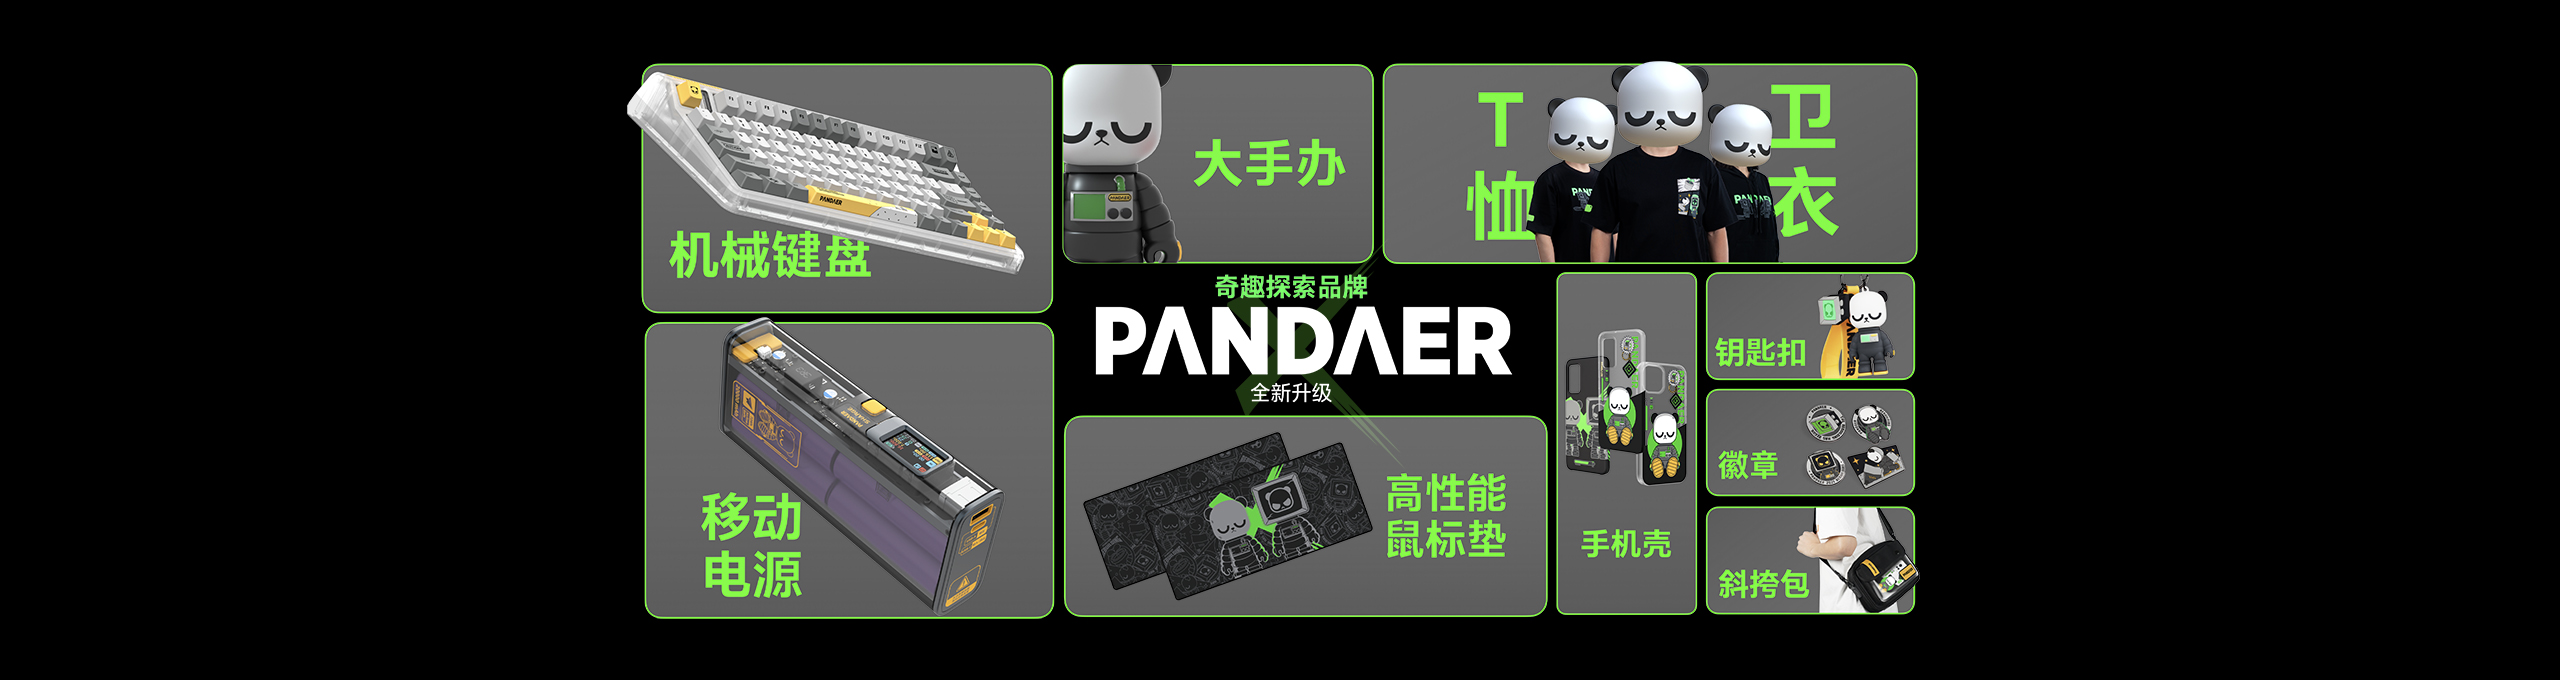 PANDAER
机械键盘
PANDAER
大手办
T
恤
卫
衣
奇趣探索品牌
PANDAER
全新升级
移动
电源
高性能
鼠标垫
手机壳
钥匙扣
徽章
斜挎包